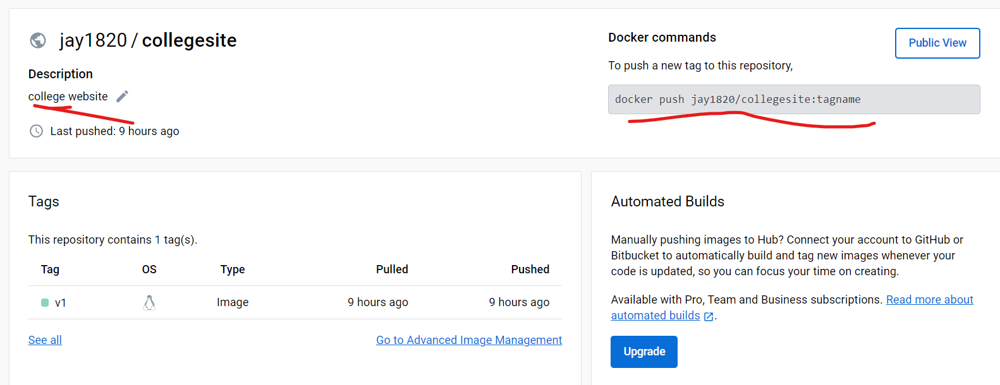 jay1820 / collegesite
Description
college website
Last pushed: 9 hours ago
Docker commands
Public View
To push a new tag to this repository,
docker push jay1820/collegesite:tagname
Tags
This repository contains 1 tag(s).
Tag OS Type Pulled Pushed
v1 Image 9 hours ago 9 hours ago
See all Go to Advanced Image Management
Automated Builds
Manually pushing images to Hub? Connect your account to GitHub or
Bitbucket to automatically build and tag new images whenever your
code is updated, so you can focus your time on creating.
Available with Pro, Team and Business subscriptions. Read more about
automated builds .
Upgrade